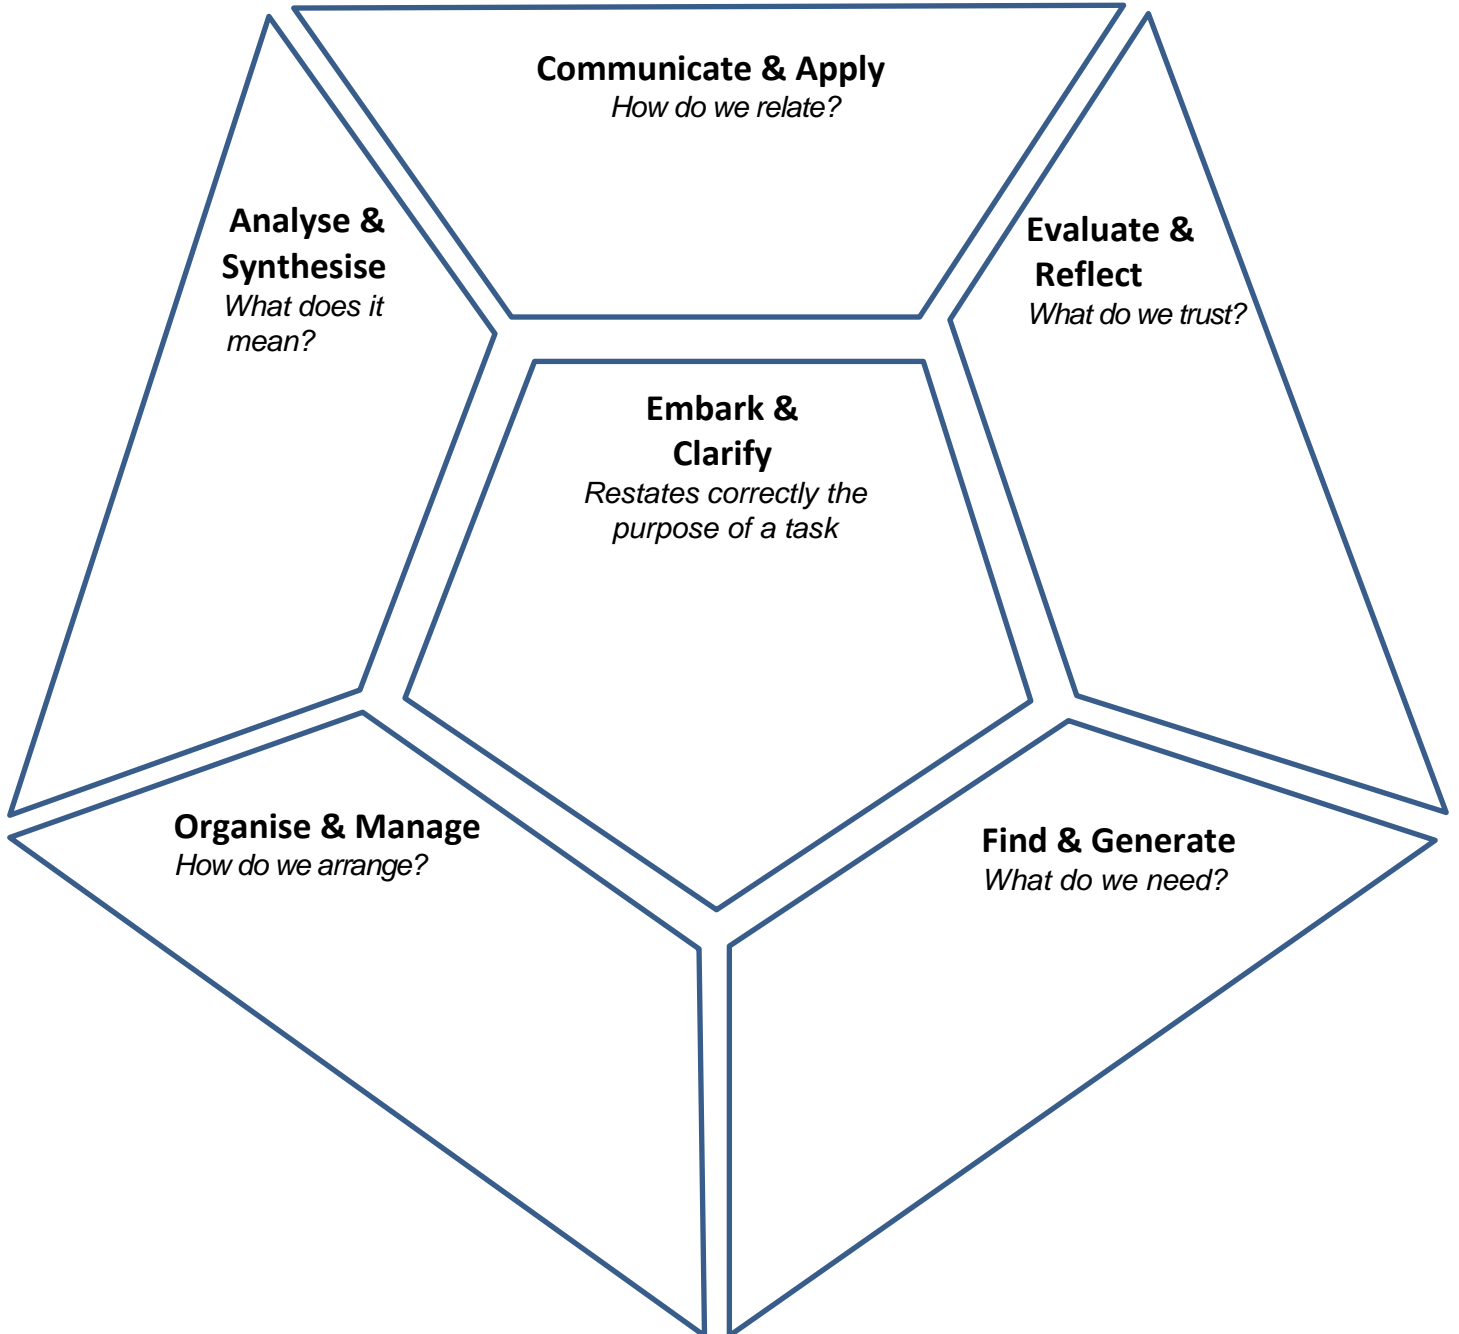 Communicate & Apply
How do we relate?
Analyse &
Synthesise
What does it
mean?
Evaluate &
Reflect
What do we trust?
Embark &
Clarify
Restates correctly the
purpose of a task
Organise & Manage
How do we arrange?
Find & Generate
What do we need?